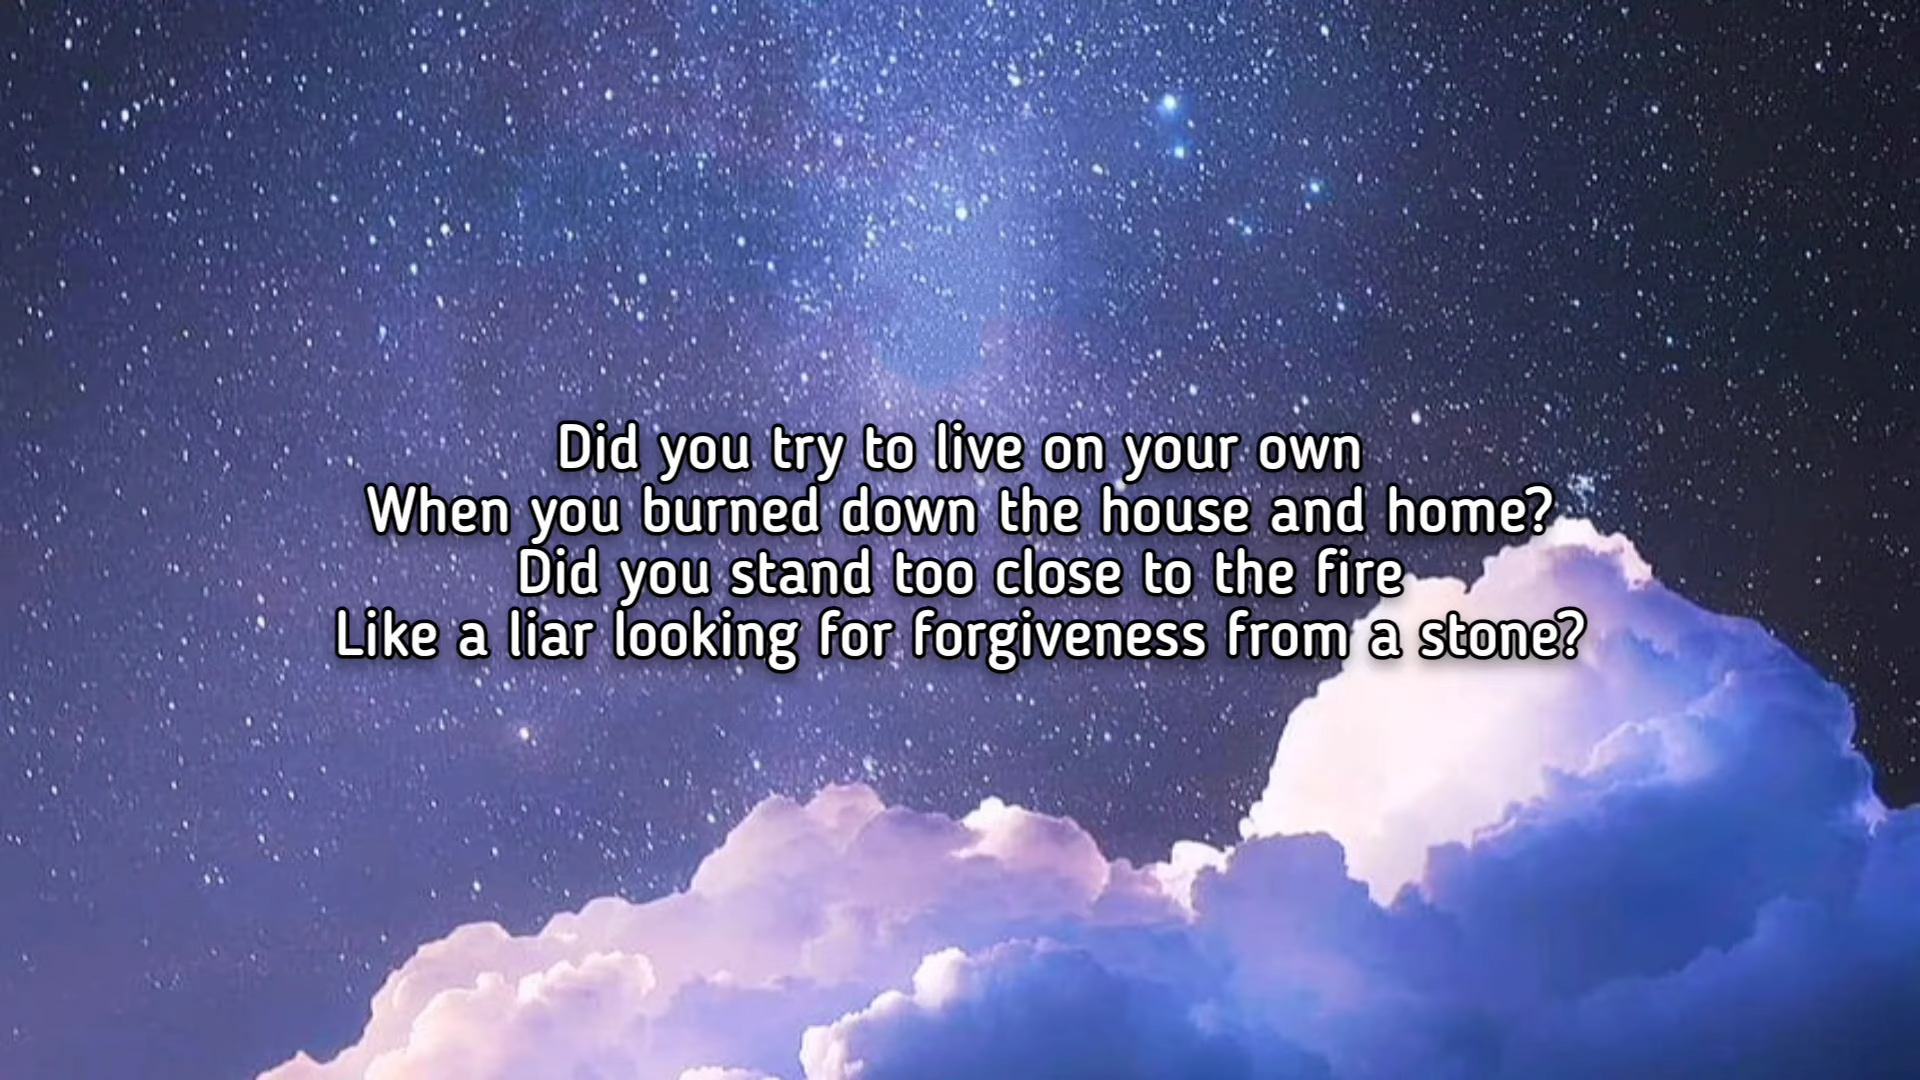 Did you try to live on your own
When you burned down the house and home?
Did you stand too close to the fire
Like a liar looking for forgiveness from a stone?